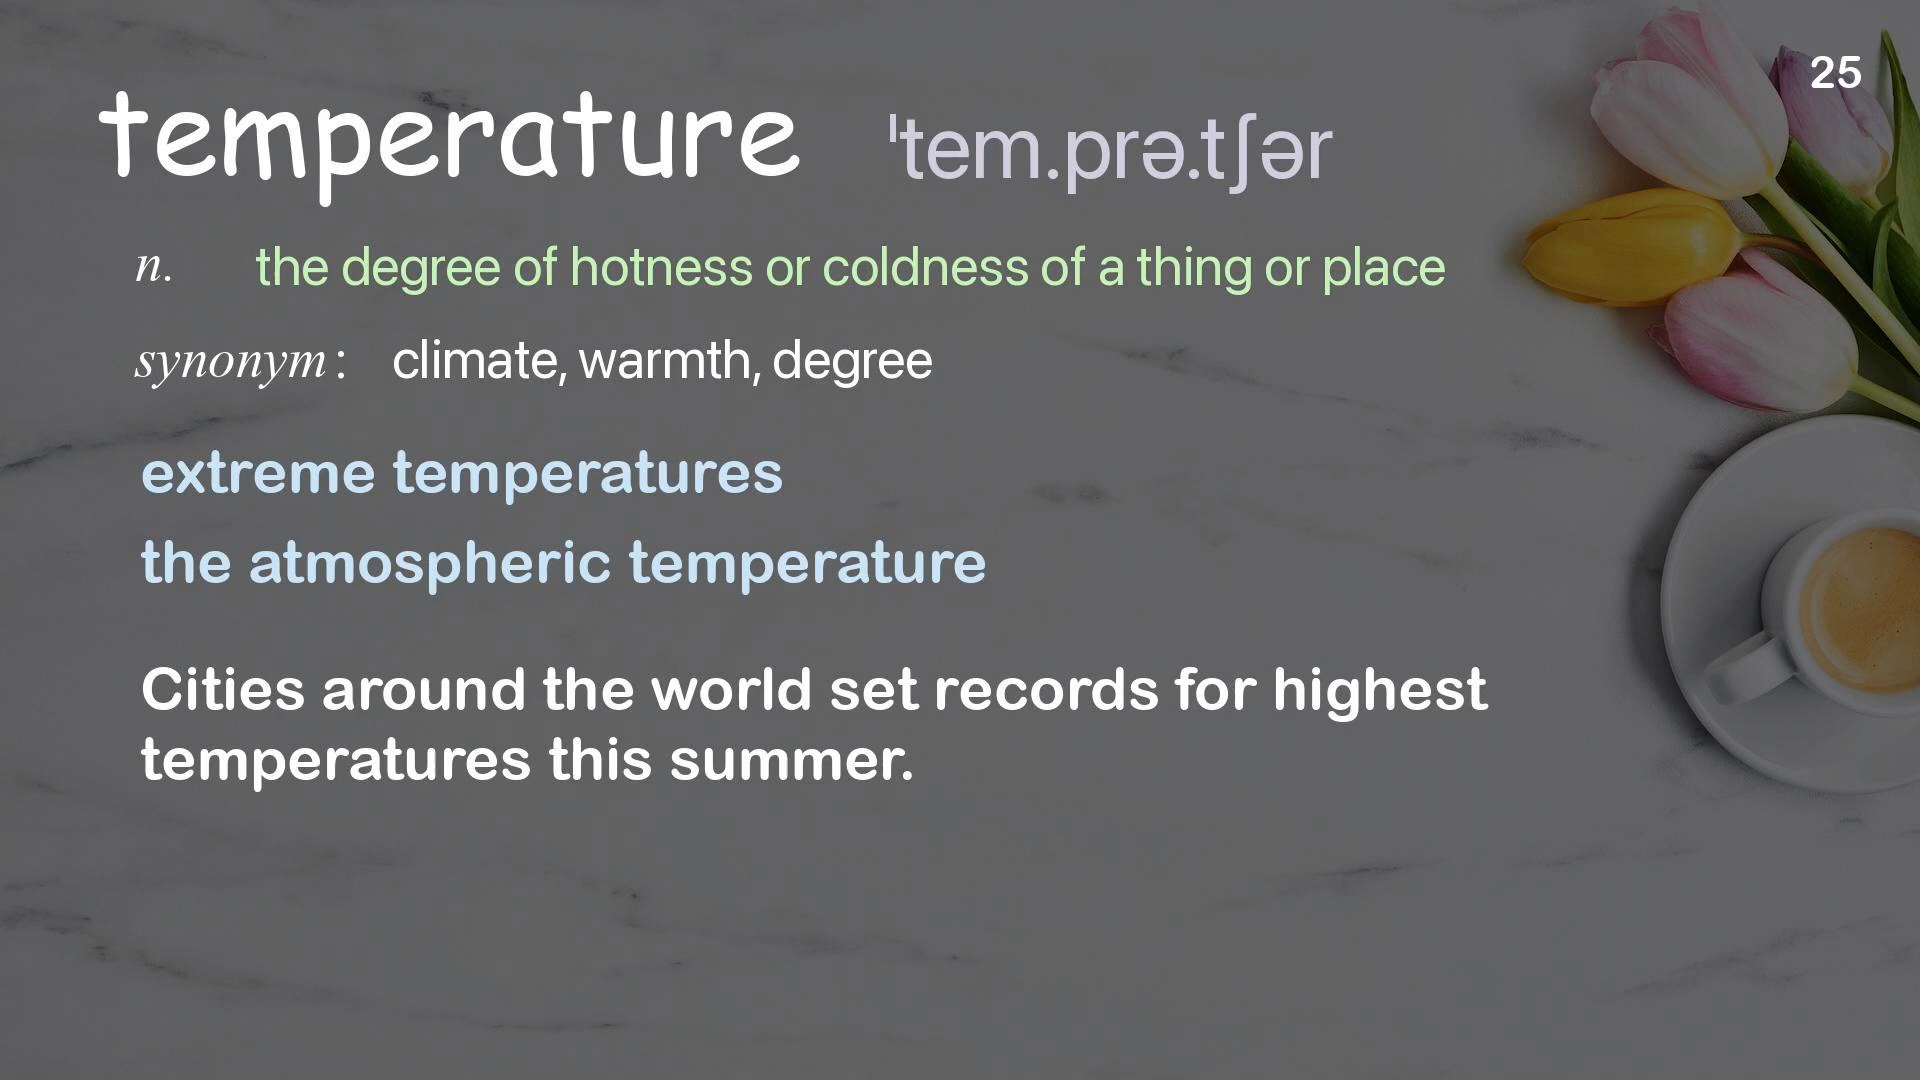 25
temperature ˈtem.prə.tʃər
n. the degree of hotness or coldness of a thing or place
synonym: climate, warmth, degree
extreme temperatures
the atmospheric temperature
Cities around the world set records for highest
temperatures this summer.